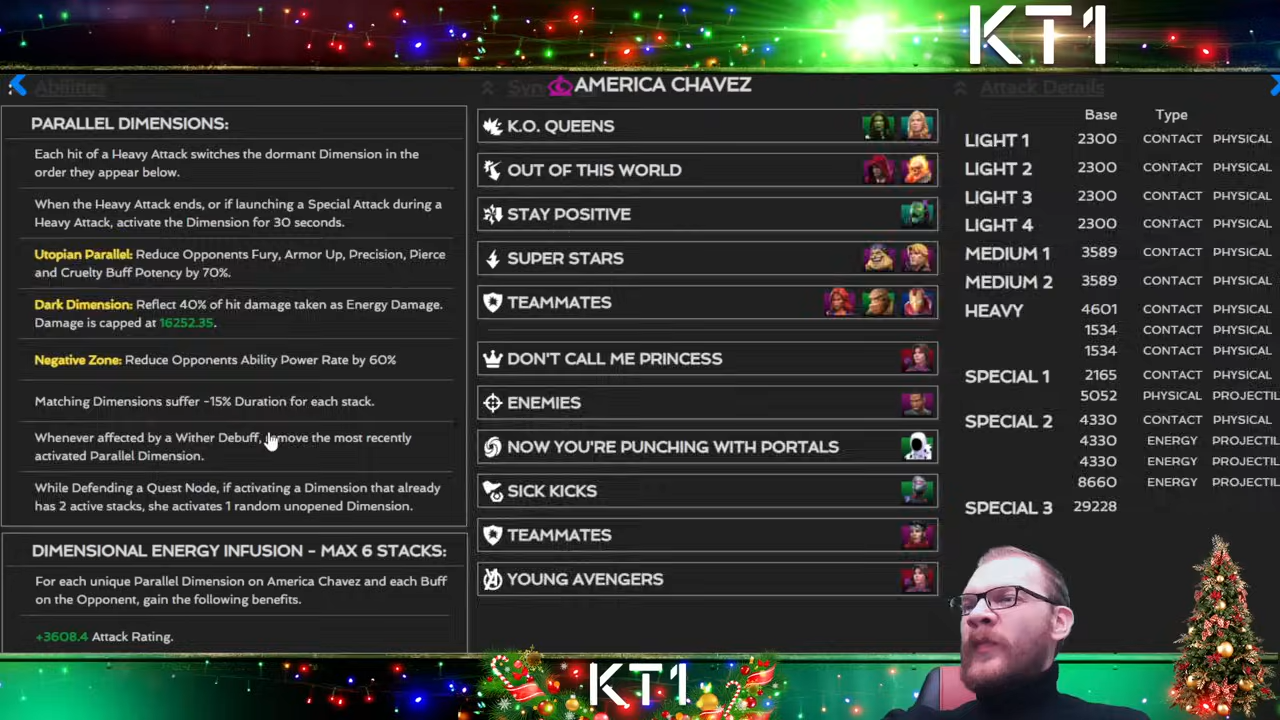 KT1
AMERICA CHAVEZ
Abilities
Attack Details
PARALLEL DIMENSIONS:
Each hit of a Heavy Attack switches the dormant Dimension in the
order they appear below.
When the Heavy Attack ends, or if launching a Special Attack during a
Heavy Attack, activate the Dimension for 30 seconds.
Utopian Parallel: Reduce Opponents Fury, Armor Up, Precision, Pierce
and Cruelty Buff Potency by 70%.
Dark Dimension: Reflect 40% of hit damage taken as Energy Damage.
Damage is capped at 16252.35.
Negative Zone: Reduce Opponents Ability Power Rate by 60%
Matching Dimensions suffer -15% Duration for each stack.
Whenever affected by a Wither Debuff, remove the most recently
activated Parallel Dimension.
While Defending a Quest Node, if activating a Dimension that already
has 2 active stacks, she activates 1 random unopened Dimension.
DIMENSIONAL ENERGY INFUSION - MAX 6 STACKS:
For each unique Parallel Dimension on America Chavez and each Buff
on the Opponent, gain the following benefits.
+3608.4 Attack Rating.
K.O. QUEENS
OUT OF THIS WORLD
STAY POSITIVE
SUPER STARS
TEAMMATES
DON'T CALL ME PRINCESS
ENEMIES
NOW YOU'RE PUNCHING WITH PORTALS
SICK KICKS
TEAMMATES
YOUNG AVENGERS
Base Type
LIGHT 1 2300 CONTACT PHYSICAL
LIGHT 2 2300 CONTACT PHYSICAL
LIGHT 3 2300 CONTACT PHYSICAL
LIGHT 4 2300 CONTACT PHYSICAL
MEDIUM 1 3589 CONTACT PHYSICAL
MEDIUM 2 3589 CONTACT PHYSICAL
HEAVY 4601 CONTACT PHYSICAL
1534 CONTACT PHYSICAL
1534 CONTACT PHYSICAL
SPECIAL 1 2165 CONTACT PHYSICAL
5052 PHYSICAL PROJECTIL
SPECIAL 2 4330 CONTACT PHYSICAL
4330 ENERGY PROJECTIL
4330 ENERGY PROJECTIL
8660 ENERGY PROJECTIL
SPECIAL 3 29228
KT1